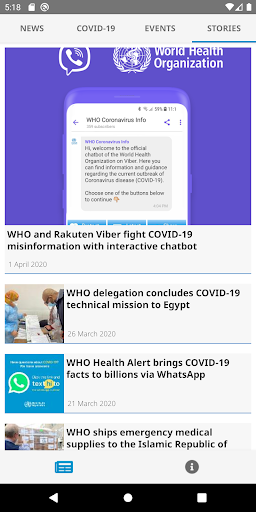 5:18
NEWS
COVID-19
EVENTS
STORIES
World Health
Organization
11:11
WHO Coronavirus Info
WHO Coronavirus Info
Hi, welcome to the official
chatbot of the World Health
Organization on Viber. Here you
can find information and guidance
regarding the current outbreak of
Coronavirus disease (COVID-19).
Choose one of the buttons below
to continue
WHO and Rakuten Viber fight COVID-19
misinformation with interactive chatbot
1 April 2020
WHO delegation concludes COVID-19
technical mission to Egypt
26 March 2020
WHO Health Alert brings COVID-19
facts to billions via WhatsApp
21 March 2020
WHO ships emergency medical
supplies to the Islamic Republic of